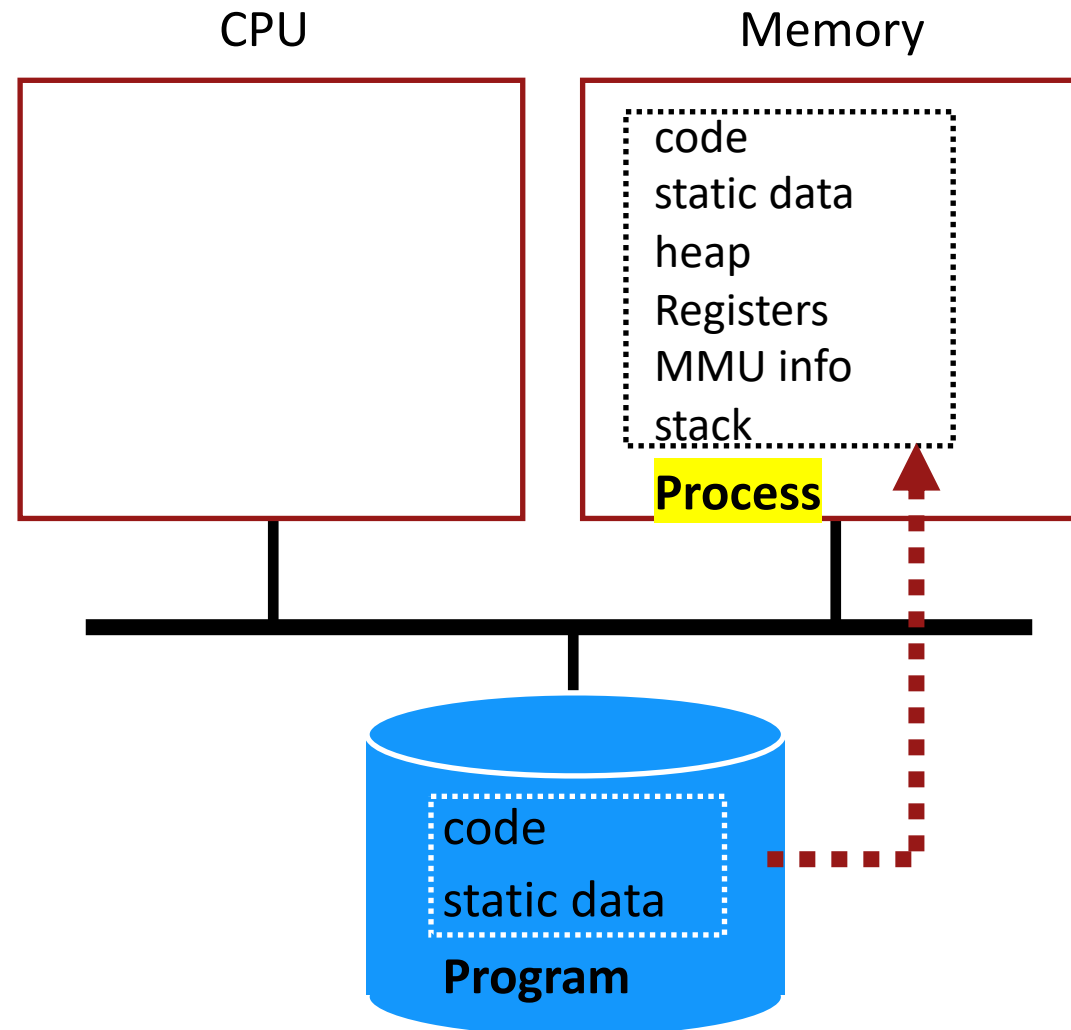 CPU
Memory
code
static data
heap
Registers
MMU info
stack
Process
code
static data
Program